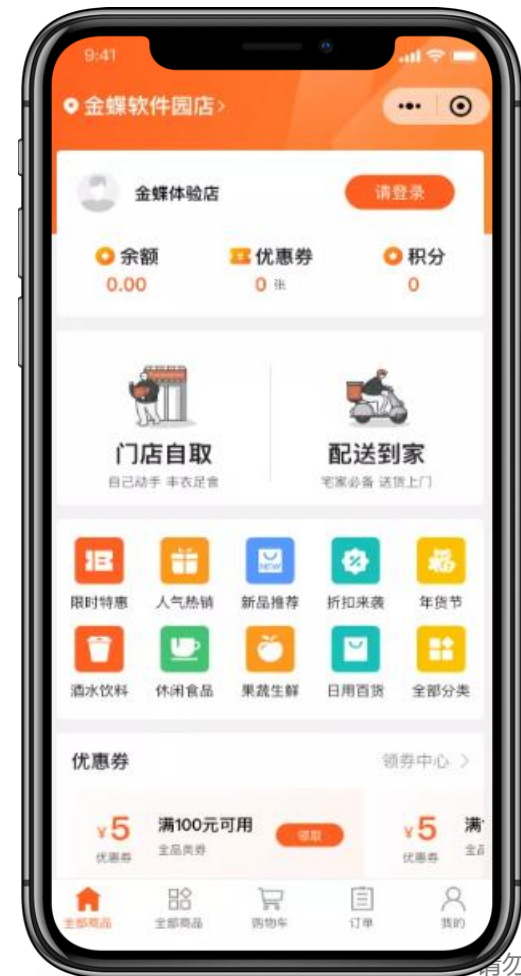 9:41
金蝶软件园店>
金蝶体验店
请登录
余额 优惠券 积分
0.00 0 张 0
门店自取 配送到家
自己动手 丰衣足食 宅家必备 送货上门
限时特惠 人气热销 新品推荐 折扣来袭 年货节
酒水饮料 休闲食品 果蔬生鲜 日用百货 全部分类
优惠券 领券中心 >
¥5 满100元可用 领取 ¥5 满1
优惠券 全品类券 优惠券 全品
全部商品 全部商品 购物车 订单 我的
请勿